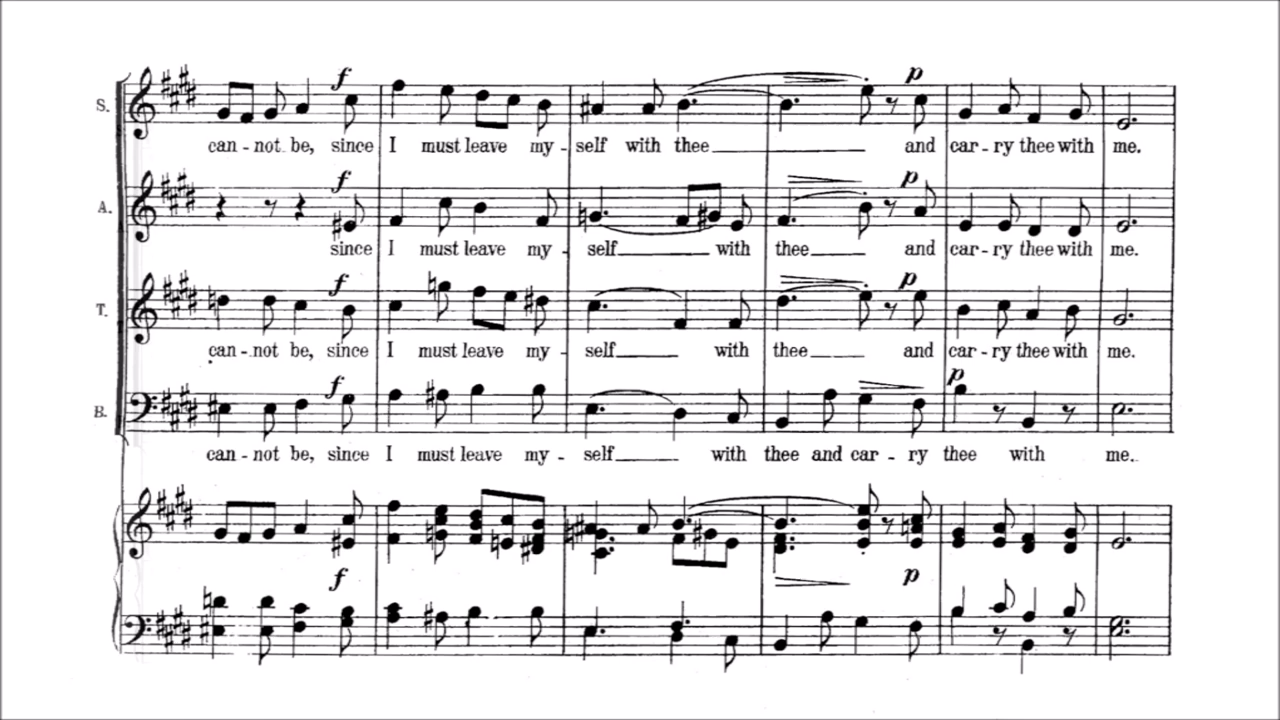 f p
S.
can - not be, since I must leave my - self with thee and car - ry thee with me.
f p
A.
since I must leave my - self with thee and car - ry thee with me.
f p
T.
can - not be, since I must leave my - self with thee and car - ry thee with me.
f p
B.
can - not be, since I must leave my - self with thee and car - ry thee with me.
f p